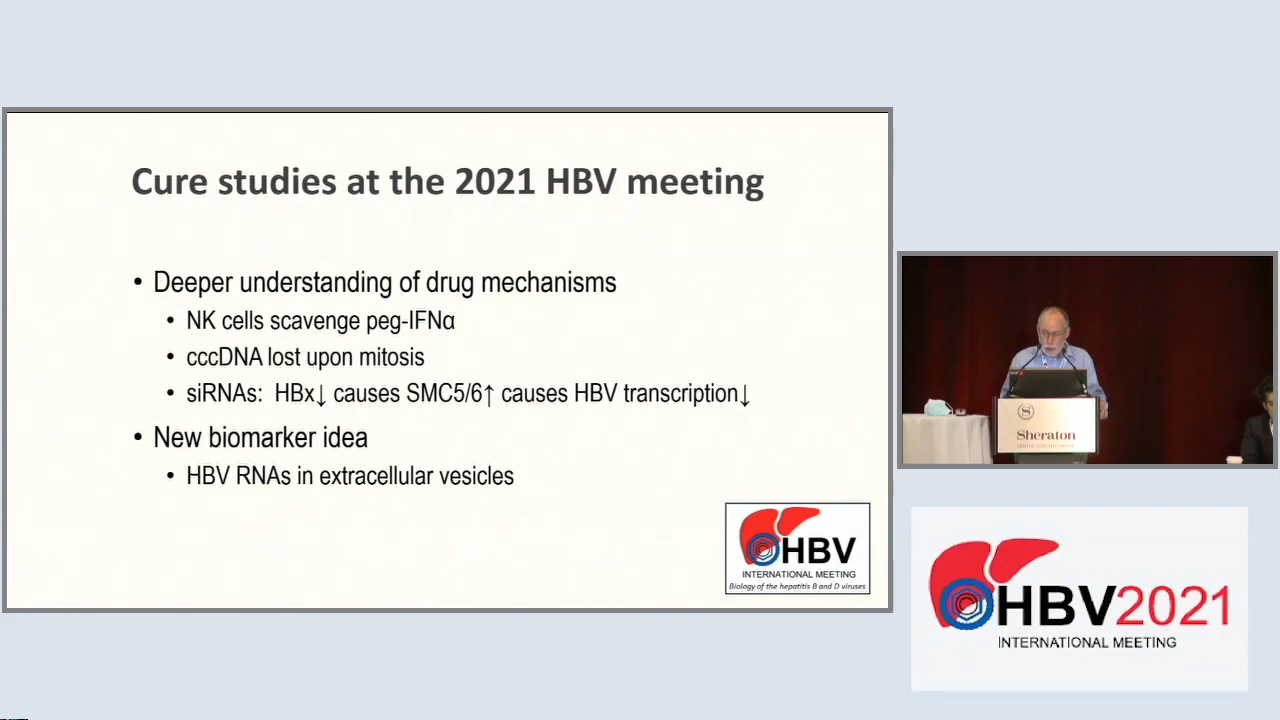 Cure studies at the 2021 HBV meeting
• Deeper understanding of drug mechanisms
• NK cells scavenge peg-IFNα
• cccDNA lost upon mitosis
• siRNAs: HBx↓ causes SMC5/6↑ causes HBV transcription↓
• New biomarker idea
• HBV RNAs in extracellular vesicles
HBV
INTERNATIONAL MEETING
Biology of the hepatitis B and D viruses
S
Sheraton
HBV2021
INTERNATIONAL MEETING